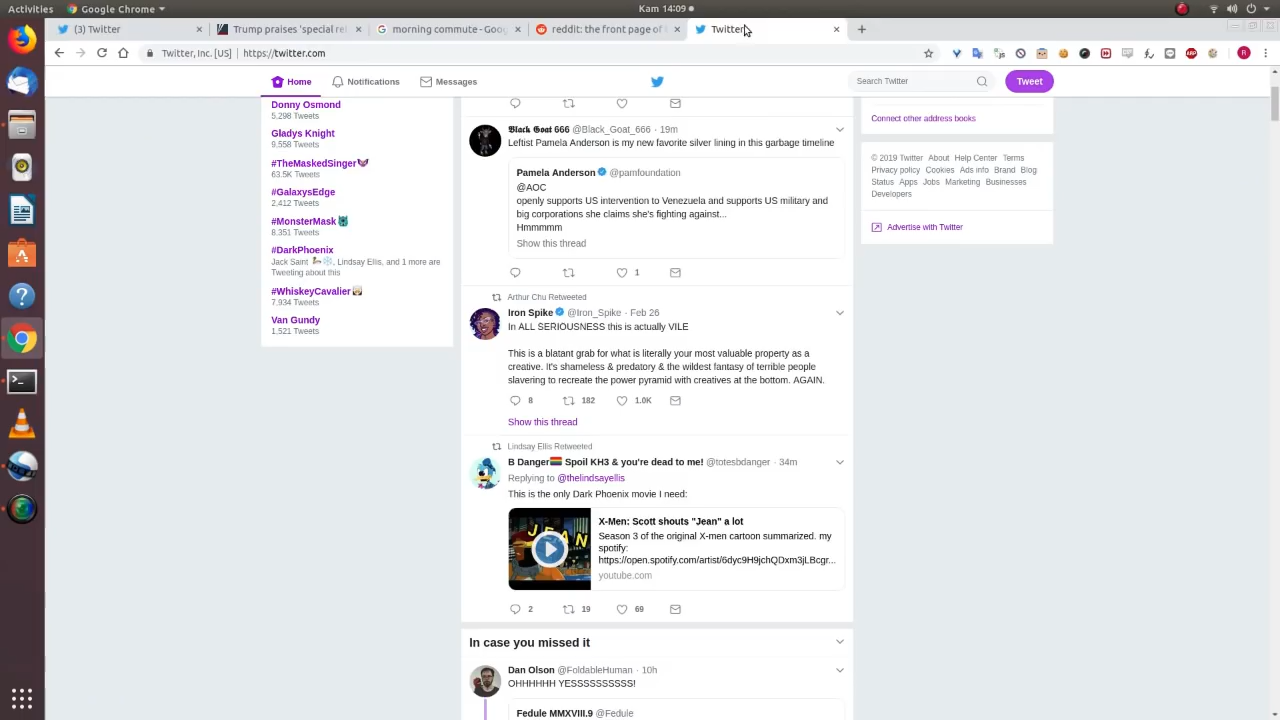 Activities
Google Chrome
Kam 14:09
(3) Twitter
Trump praises 'special rel
morning commute - Goo
reddit: the front page of t
Twitter
Twitter, Inc. [US]
https://twitter.com
Home
Notifications
Messages
Search Twitter
Tweet
Donny Osmond
5,298 Tweets
Gladys Knight
9,558 Tweets
#TheMaskedSinger
63.5K Tweets
#GalaxysEdge
2,412 Tweets
#MonsterMask
8,351 Tweets
#DarkPhoenix
Jack Saint 🐍❄️, Lindsay Ellis, and 1 more are
Tweeting about this
#WhiskeyCavalier
7,934 Tweets
Van Gundy
1,521 Tweets
𝕭𝖑𝖆𝖈𝖐 𝕲𝖔𝖆𝖙 666 @Black_Goat_666 · 19m
Leftist Pamela Anderson is my new favorite silver lining in this garbage timeline
Pamela Anderson @pamfoundation
@AOC
openly supports US intervention to Venezuela and supports US military and
big corporations she claims she's fighting against...
Hmmmmm
Show this thread
1
Arthur Chu Retweeted
Iron Spike @Iron_Spike · Feb 26
In ALL SERIOUSNESS this is actually VILE
This is a blatant grab for what is literally your most valuable property as a
creative. It's shameless & predatory & the wildest fantasy of terrible people
slavering to recreate the power pyramid with creatives at the bottom. AGAIN.
8 182 1.0K
Show this thread
Lindsay Ellis Retweeted
B Danger🏳️‍🌈 Spoil KH3 & you're dead to me! @totesbdanger · 34m
Replying to @thelindsayellis
This is the only Dark Phoenix movie I need:
JEAN
X-Men: Scott shouts "Jean" a lot
Season 3 of the original X-men cartoon summarized. my
spotify:
https://open.spotify.com/artist/6dyc9H9jchQDxm3jLBcgr...
youtube.com
2 19 69
In case you missed it
Dan Olson @FoldableHuman · 10h
OHHHHHH YESSSSSSSSSS!
Fedule MMXVIII.9 @Fedule
Connect other address books
© 2019 Twitter About Help Center Terms
Privacy policy Cookies Ads info Brand Blog
Status Apps Jobs Marketing Businesses
Developers
Advertise with Twitter